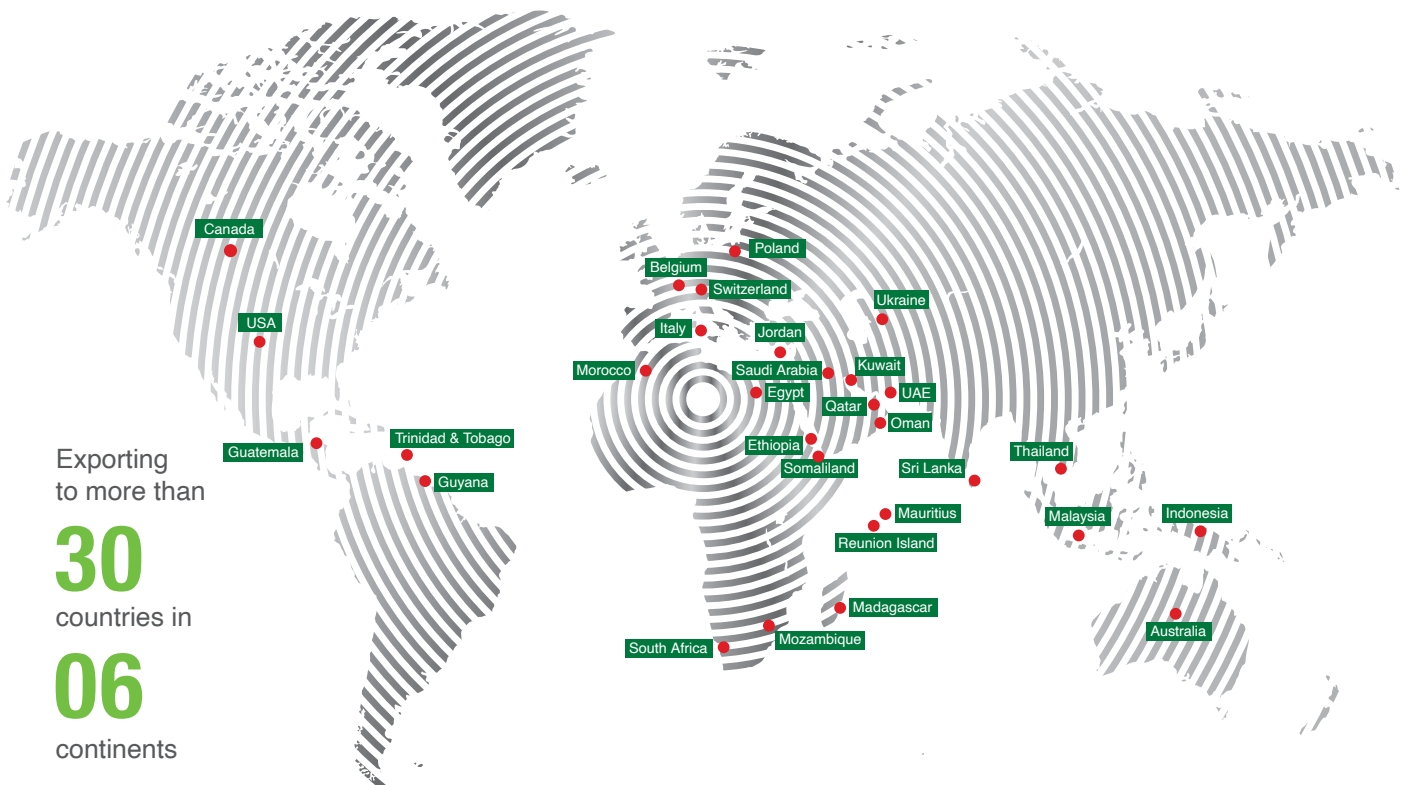 Canada
Poland
Belgium
Switzerland
Ukraine
USA
Italy
Jordan
Morocco
Saudi Arabia
Kuwait
Egypt
UAE
Qatar
Oman
Guatemala
Trinidad & Tobago
Ethiopia
Somaliland
Sri Lanka
Thailand
Guyana
Mauritius
Reunion Island
Malaysia
Indonesia
Madagascar
Mozambique
South Africa
Australia
Exporting
to more than
30
countries in
06
continents